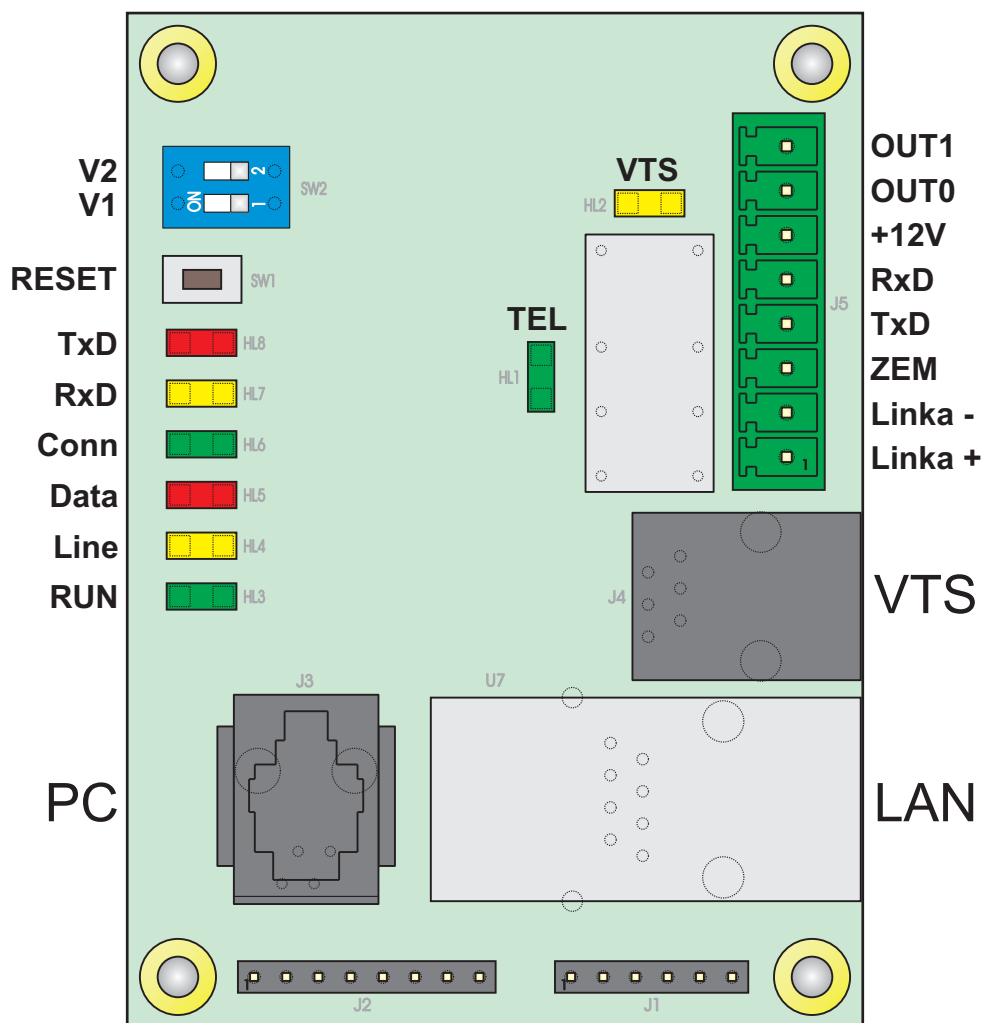 V2
V1
2
ON
1
SW2
RESET
SW1
TxD
HL8
RxD
HL7
Conn
HL6
Data
HL5
Line
HL4
RUN
HL3
VTS
HL2
TEL
HL1
OUT1
OUT0
+12V
RxD
TxD
ZEM
Linka -
Linka +
J5
1
J4
VTS
J3
U7
PC
LAN
1
J2
1
J1